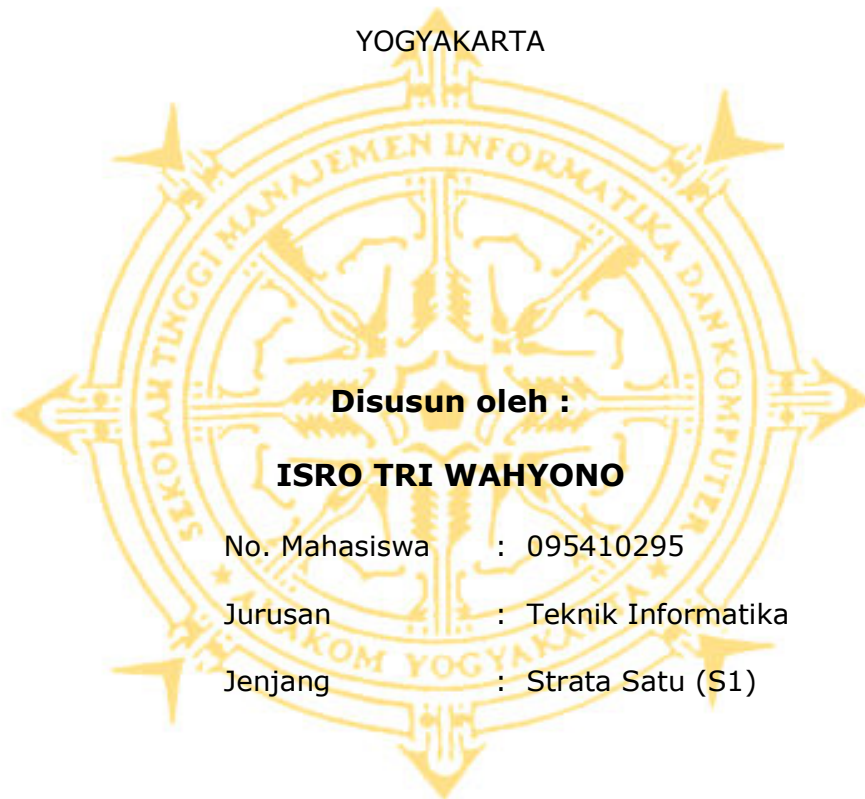 YOGYAKARTA
SEKOLAH TINGGI MANAJEMEN INFORMATIKA DAN KOMPUTER
Disusun oleh :
ISRO TRI WAHYONO
No. Mahasiswa : 095410295
Jurusan : Teknik Informatika
Jenjang : Strata Satu (S1)
★ AKAKOM YOGYAKARTA ★